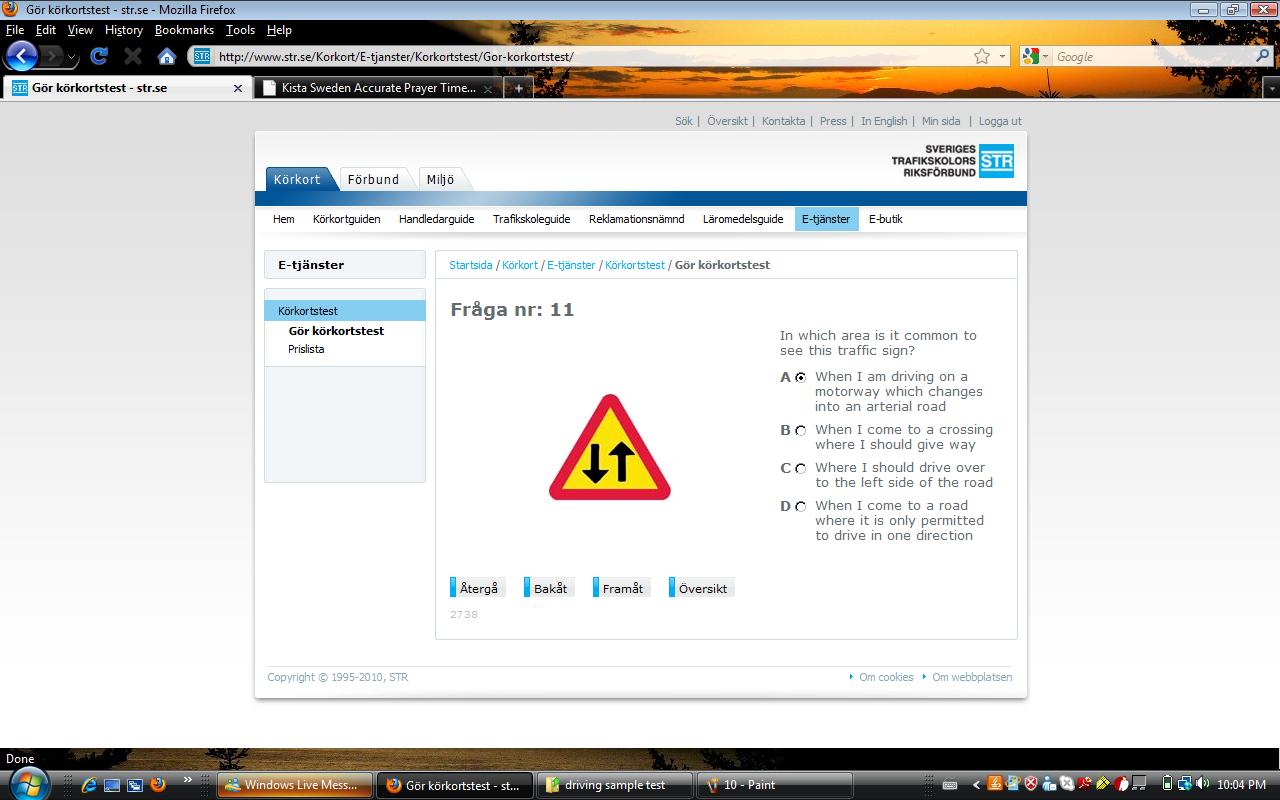 Gör körkortstest - str.se - Mozilla Firefox
File Edit View History Bookmarks Tools Help
STR http://www.str.se/Korkort/E-tjanster/Korkortstest/Gor-korkortstest/
Google
STR Gör körkortstest - str.se
Kista Sweden Accurate Prayer Time...
Sök | Översikt | Kontakta | Press | In English | Min sida | Logga ut
SVERIGES
TRAFIKSKOLORS
RIKSFÖRBUND
STR
Körkort Förbund Miljö
Hem Körkortguiden Handledarguide Trafikskoleguide Reklamationsnämnd Läromedelsguide E-tjänster E-butik
E-tjänster
Körkortstest
Gör körkortstest
Prislista
Startsida / Körkort / E-tjänster / Körkortstest / Gör körkortstest
Fråga nr: 11
In which area is it common to
see this traffic sign?
A When I am driving on a
motorway which changes
into an arterial road
B When I come to a crossing
where I should give way
C Where I should drive over
to the left side of the road
D When I come to a road
where it is only permitted
to drive in one direction
Återgå Bakåt Framåt Översikt
2738
Copyright © 1995-2010, STR
Om cookies Om webbplatsen
Done
Windows Live Mess... Gör körkortstest - st... driving sample test 10 - Paint 10:04 PM